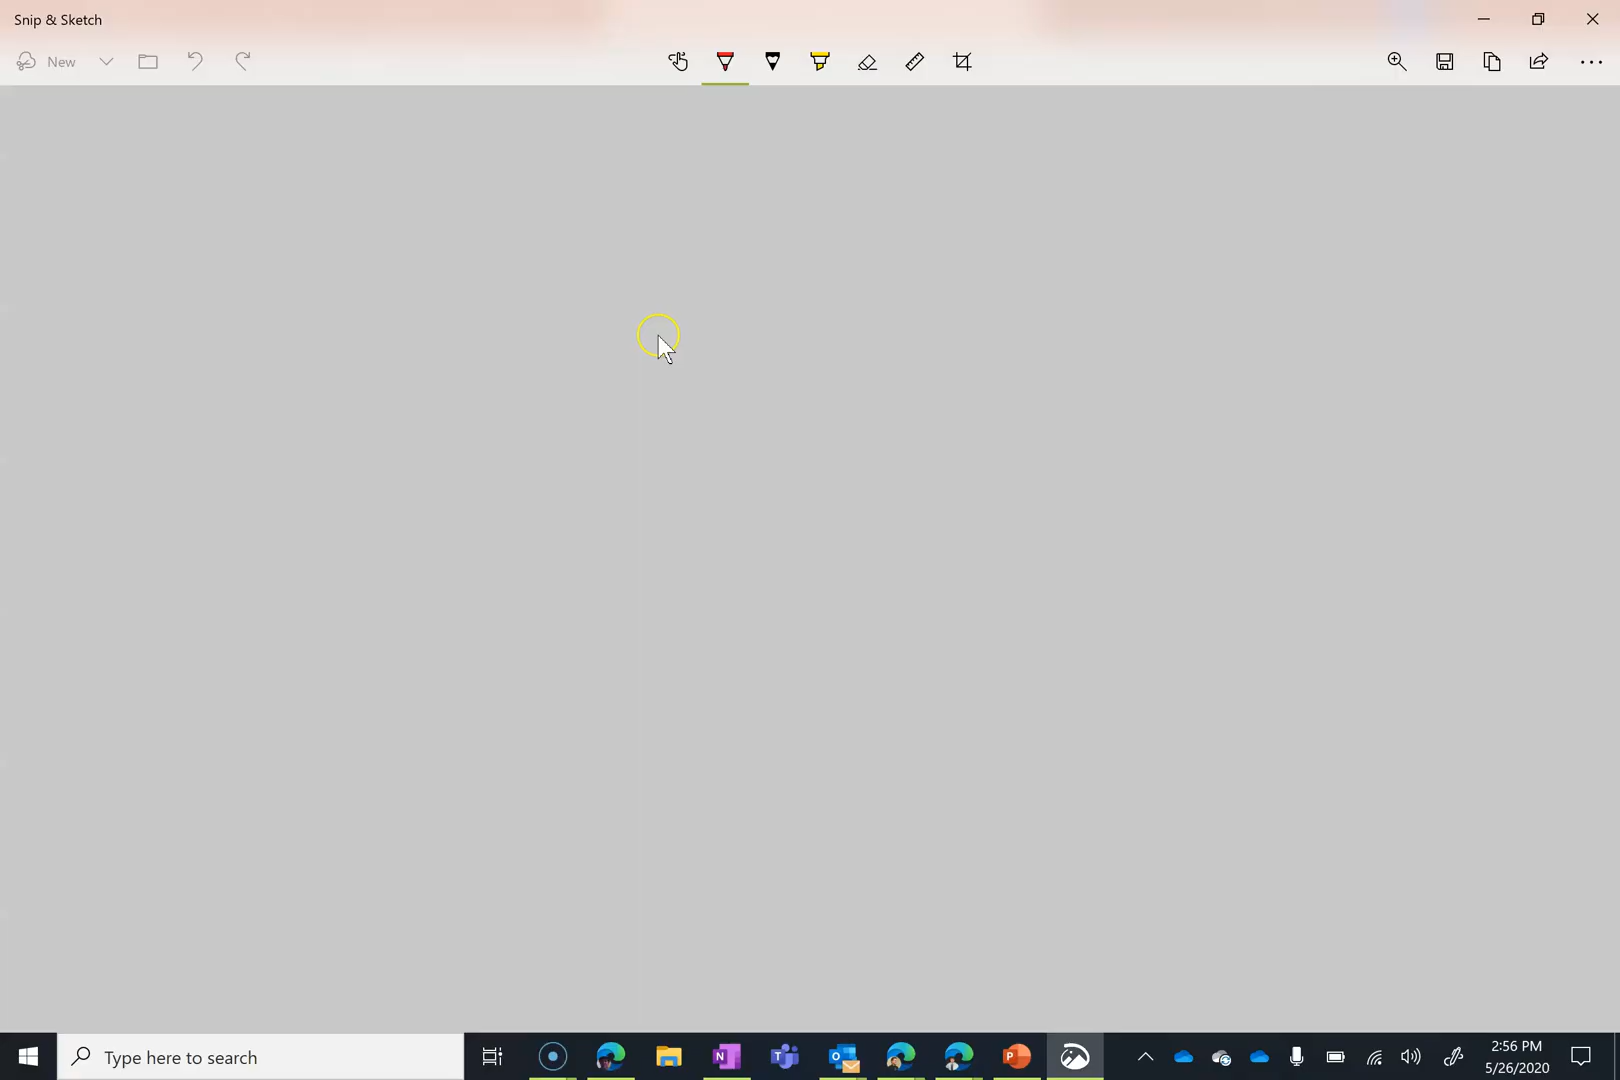 Snip & Sketch
New
Type here to search
N
T
O
P
2:56 PM
5/26/2020